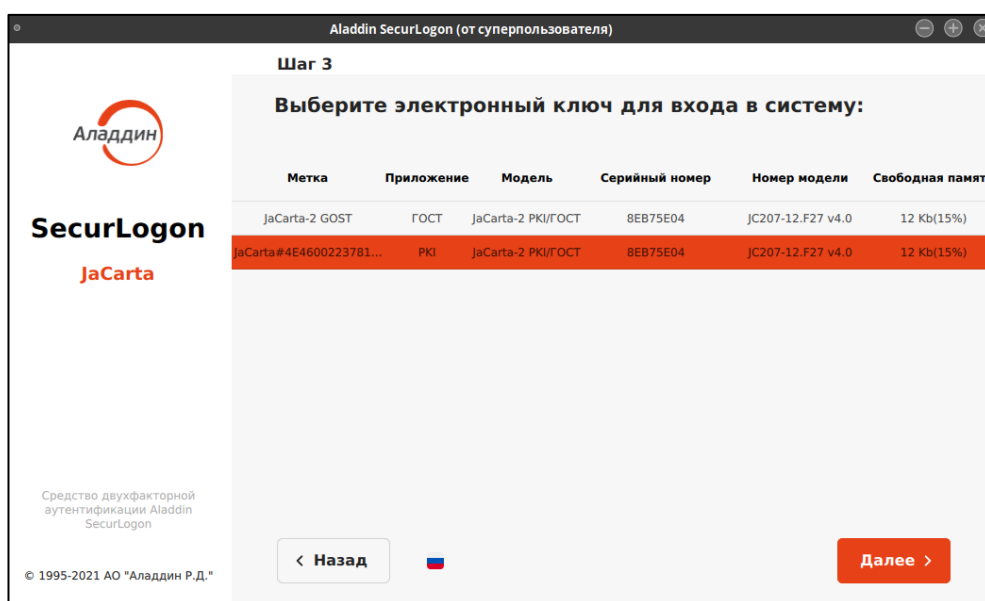 Aladdin SecurLogon (от суперпользователя)
Шаг 3
Выберите электронный ключ для входа в систему:
Аладдин
Метка Приложение Модель Серийный номер Номер модели Свободная памят
JaCarta-2 GOST ГОСТ JaCarta-2 PKI/ГОСТ 8EB75E04 JC207-12.F27 v4.0 12 Kb(15%)
JaCarta#4E4600223781... PKI JaCarta-2 PKI/ГОСТ 8EB75E04 JC207-12.F27 v4.0 12 Kb(15%)
SecurLogon
JaCarta
Средство двухфакторной
аутентификации Aladdin
SecurLogon
© 1995-2021 АО "Аладдин Р.Д."
‹ Назад
Далее ›